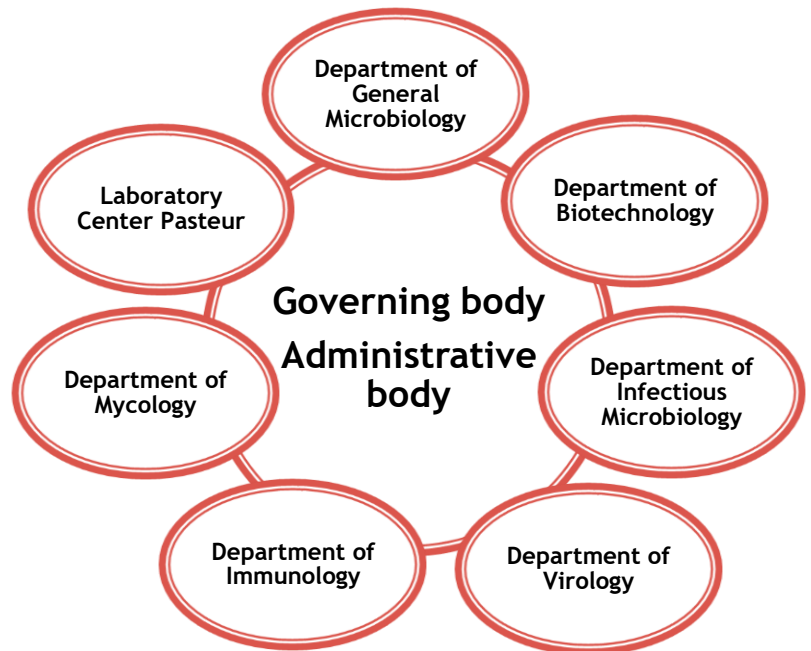 Department of
General
Microbiology
Department of
Biotechnology
Department of
Infectious
Microbiology
Department of
Virology
Department of
Immunology
Department of
Mycology
Laboratory
Center Pasteur
Governing body
Administrative
body